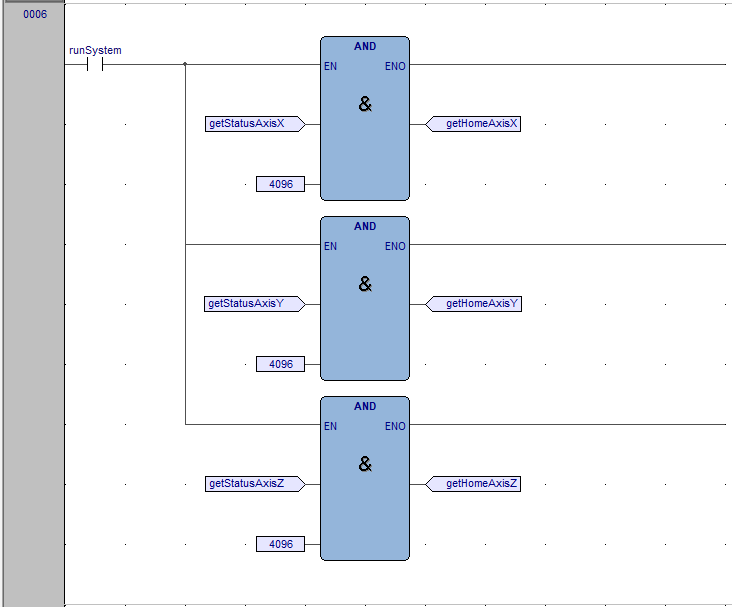 0006
runSystem
AND
EN ENO
&
getStatusAxisX getHomeAxisX
4096
AND
EN ENO
&
getStatusAxisY getHomeAxisY
4096
AND
EN ENO
&
getStatusAxisZ getHomeAxisZ
4096